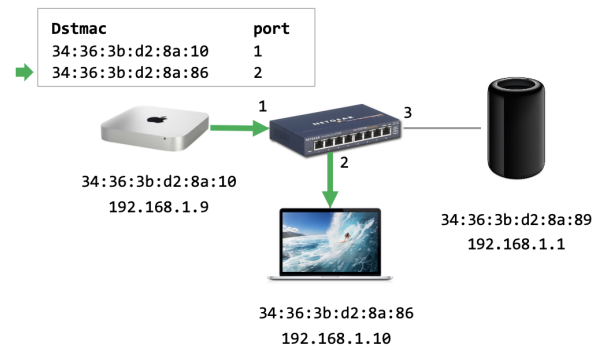 Dstmac port
34:36:3b:d2:8a:10 1
34:36:3b:d2:8a:86 2
1
3
NETGEAR
2
34:36:3b:d2:8a:10
192.168.1.9
34:36:3b:d2:8a:89
192.168.1.1
34:36:3b:d2:8a:86
192.168.1.10